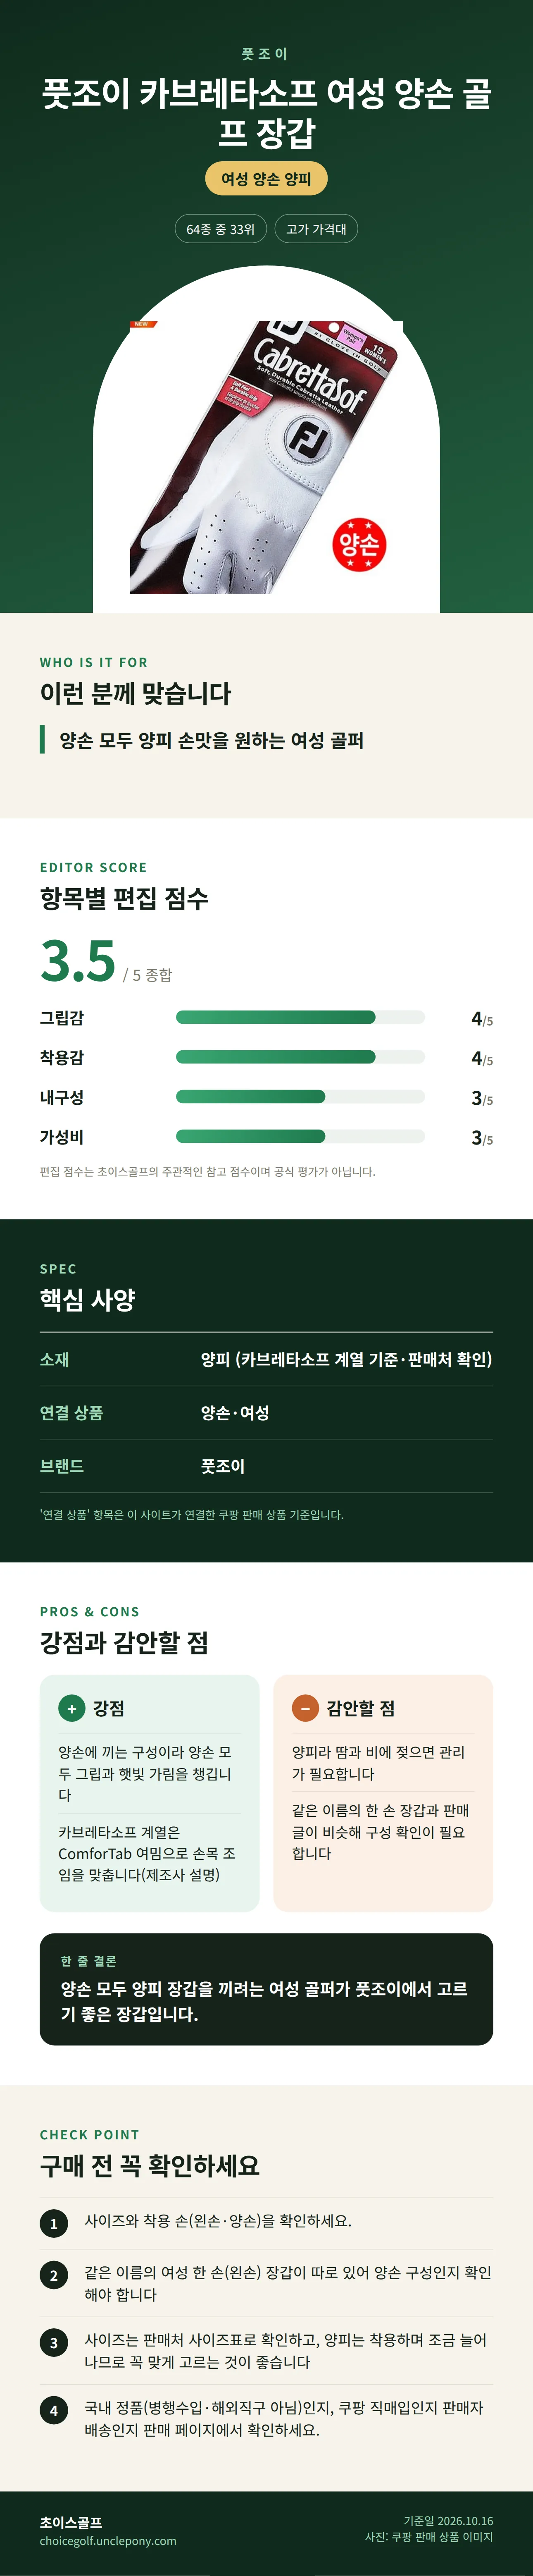 풋조이
풋조이 카브레타소프 여성 양손 골
프 장갑
여성 양손 양피
64종 중 33위
고가 가격대
NEW
Women's
Pair
19
WOMEN'S
#1 GLOVE IN GOLF
CabrettaSof
Soft, Durable Cabretta Leather
FJ
양손
WHO IS IT FOR
이런 분께 맞습니다
양손 모두 양피 손맛을 원하는 여성 골퍼
EDITOR SCORE
항목별 편집 점수
3.5 / 5 종합
그립감 4/5
착용감 4/5
내구성 3/5
가성비 3/5
편집 점수는 초이스골프의 주관적인 참고 점수이며 공식 평가가 아닙니다.
SPEC
핵심 사양
소재 양피 (카브레타소프 계열 기준·판매처 확인)
연결 상품 양손·여성
브랜드 풋조이
'연결 상품' 항목은 이 사이트가 연결한 쿠팡 판매 상품 기준입니다.
PROS & CONS
강점과 감안할 점
+ 강점
양손에 끼는 구성이라 양손 모
두 그립과 햇빛 가림을 챙깁니
다
카브레타소프 계열은
ComforTab 여밈으로 손목 조
임을 맞춥니다(제조사 설명)
– 감안할 점
양피라 땀과 비에 젖으면 관리
가 필요합니다
같은 이름의 한 손 장갑과 판매
글이 비슷해 구성 확인이 필요
합니다
한 줄 결론
양손 모두 양피 장갑을 끼려는 여성 골퍼가 풋조이에서 고르
기 좋은 장갑입니다.
CHECK POINT
구매 전 꼭 확인하세요
1 사이즈와 착용 손(왼손·양손)을 확인하세요.
2 같은 이름의 여성 한 손(왼손) 장갑이 따로 있어 양손 구성인지 확인
해야 합니다
3 사이즈는 판매처 사이즈표로 확인하고, 양피는 착용하며 조금 늘어
나므로 꼭 맞게 고르는 것이 좋습니다
4 국내 정품(병행수입·해외직구 아님)인지, 쿠팡 직매입인지 판매자
배송인지 판매 페이지에서 확인하세요.
초이스골프
choicegolf.unclepony.com
기준일 2026.10.16
사진: 쿠팡 판매 상품 이미지